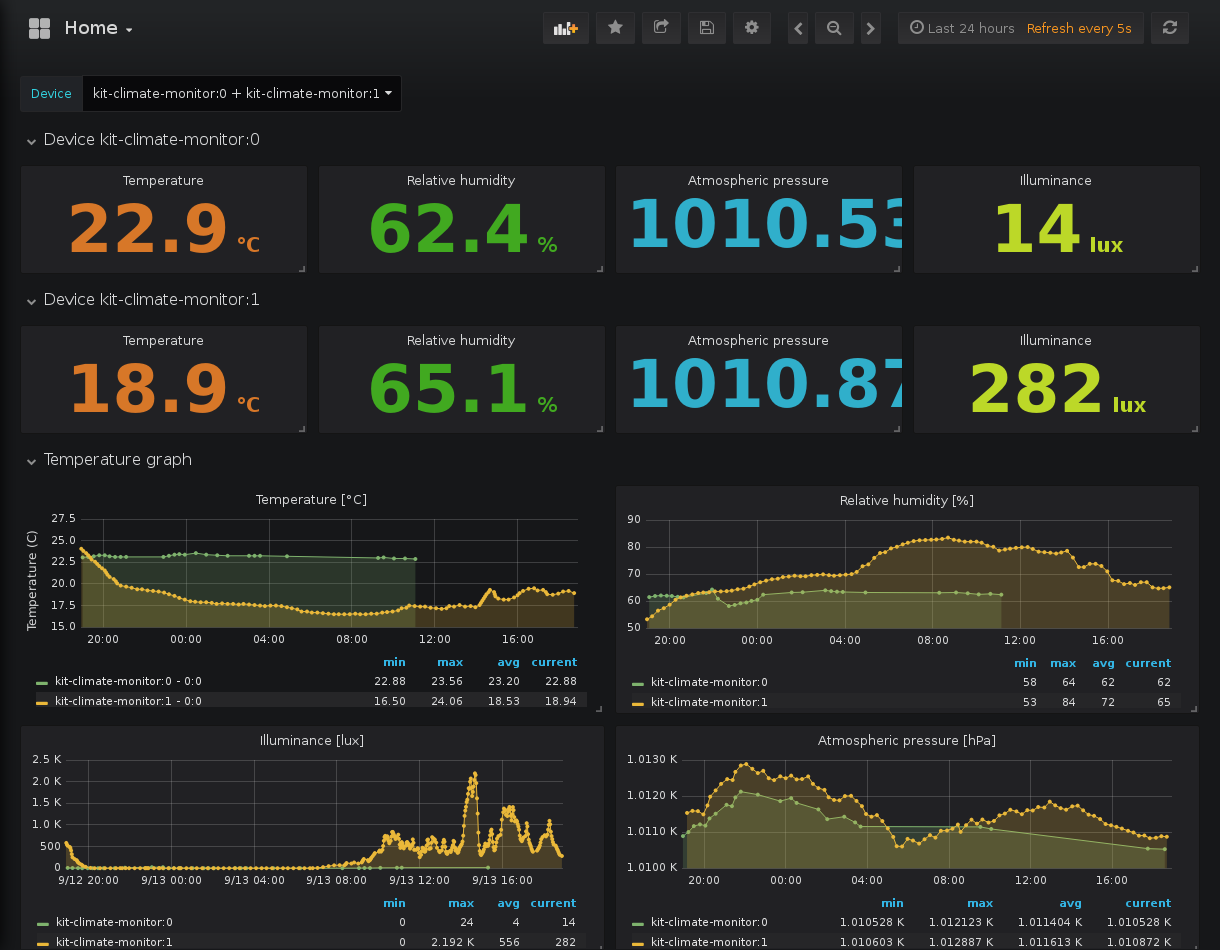 Home
Last 24 hours Refresh every 5s
Device kit-climate-monitor:0 + kit-climate-monitor:1
Device kit-climate-monitor:0
Temperature
22.9 °C
Relative humidity
62.4 %
Atmospheric pressure
1010.53
Illuminance
14 lux
Device kit-climate-monitor:1
Temperature
18.9 °C
Relative humidity
65.1 %
Atmospheric pressure
1010.87
Illuminance
282 lux
Temperature graph
Temperature [°C]
Temperature (C)
27.5
25.0
22.5
20.0
17.5
15.0
20:00 00:00 04:00 08:00 12:00 16:00
min max avg current
kit-climate-monitor:0 - 0:0 22.88 23.56 23.20 22.88
kit-climate-monitor:1 - 0:0 16.50 24.06 18.53 18.94
Relative humidity [%]
90
80
70
60
50
20:00 00:00 04:00 08:00 12:00 16:00
min max avg current
kit-climate-monitor:0 58 64 62 62
kit-climate-monitor:1 53 84 72 65
Illuminance [lux]
2.5 K
2.0 K
1.5 K
1.0 K
500
0
9/12 20:00 9/13 00:00 9/13 04:00 9/13 08:00 9/13 12:00 9/13 16:00
min max avg current
kit-climate-monitor:0 0 24 4 14
kit-climate-monitor:1 0 2.192 K 556 282
Atmospheric pressure [hPa]
1.0130 K
1.0120 K
1.0110 K
1.0100 K
20:00 00:00 04:00 08:00 12:00 16:00
min max avg current
kit-climate-monitor:0 1.010528 K 1.012123 K 1.011404 K 1.010528 K
kit-climate-monitor:1 1.010603 K 1.012887 K 1.011613 K 1.010872 K